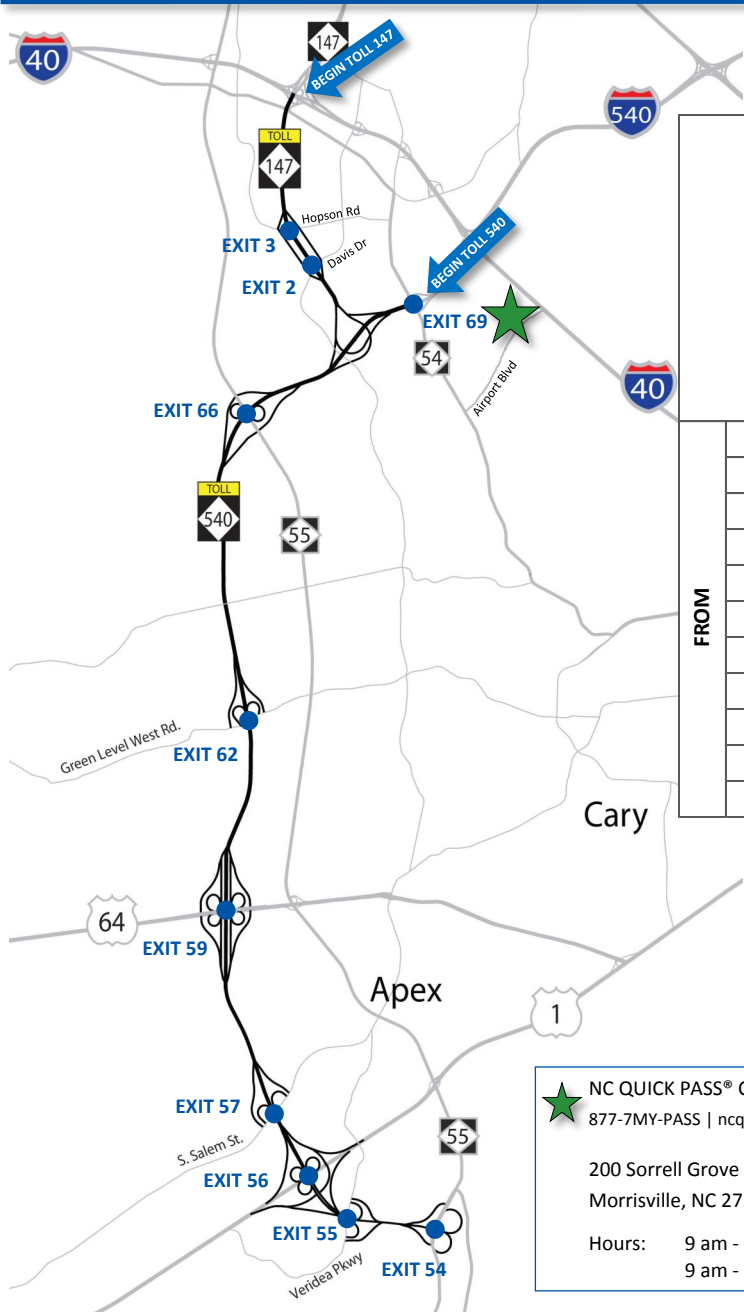 40
147
BEGIN TOLL 147
540
TOLL
147
Hopson Rd
EXIT 3
Davis Dr
EXIT 2
BEGIN TOLL 540
EXIT 69
54
Airport Blvd
40
EXIT 66
TOLL
540
55
FROM
Green Level West Rd.
EXIT 62
Cary
64
EXIT 59
Apex
1
EXIT 57
55
S. Salem St.
EXIT 56
EXIT 55
EXIT 54
Veridea Pkwy
NC QUICK PASS®
877-7MY-PASS | ncq
200 Sorrell Grove
Morrisville, NC 27
Hours: 9 am -
9 am -